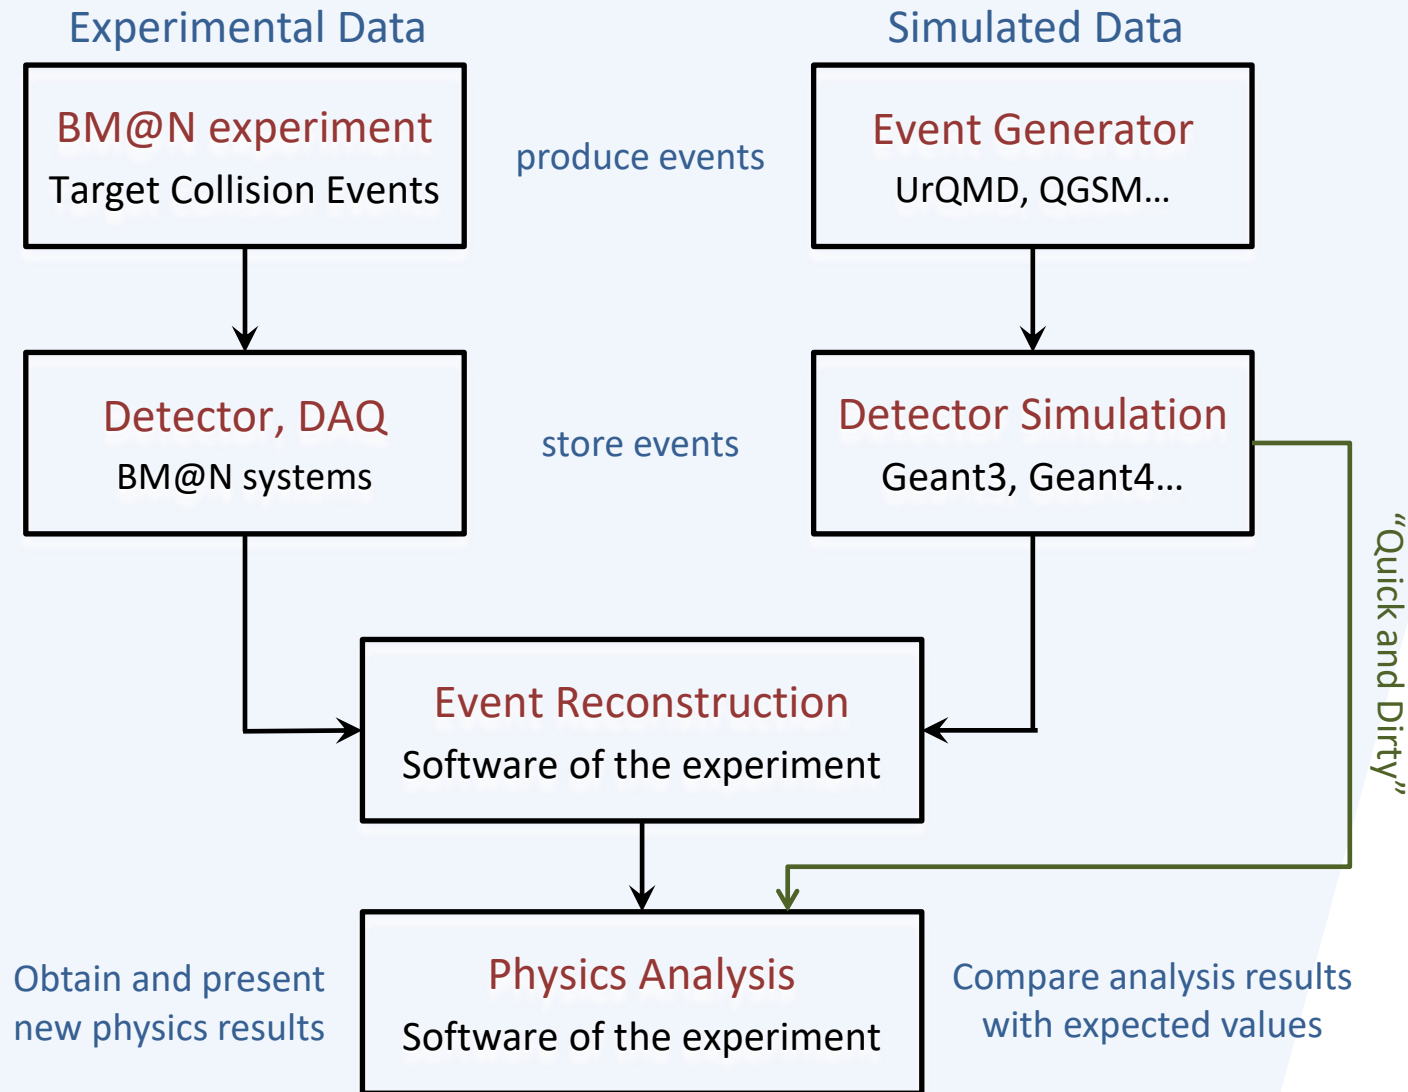 Experimental Data
Simulated Data
BM@N experiment
Target Collision Events
produce events
Event Generator
UrQMD, QGSM…
Detector, DAQ
BM@N systems
store events
Detector Simulation
Geant3, Geant4…
“Quick and Dirty”
Event Reconstruction
Software of the experiment
Obtain and present
new physics results
Physics Analysis
Software of the experiment
Compare analysis results
with expected values